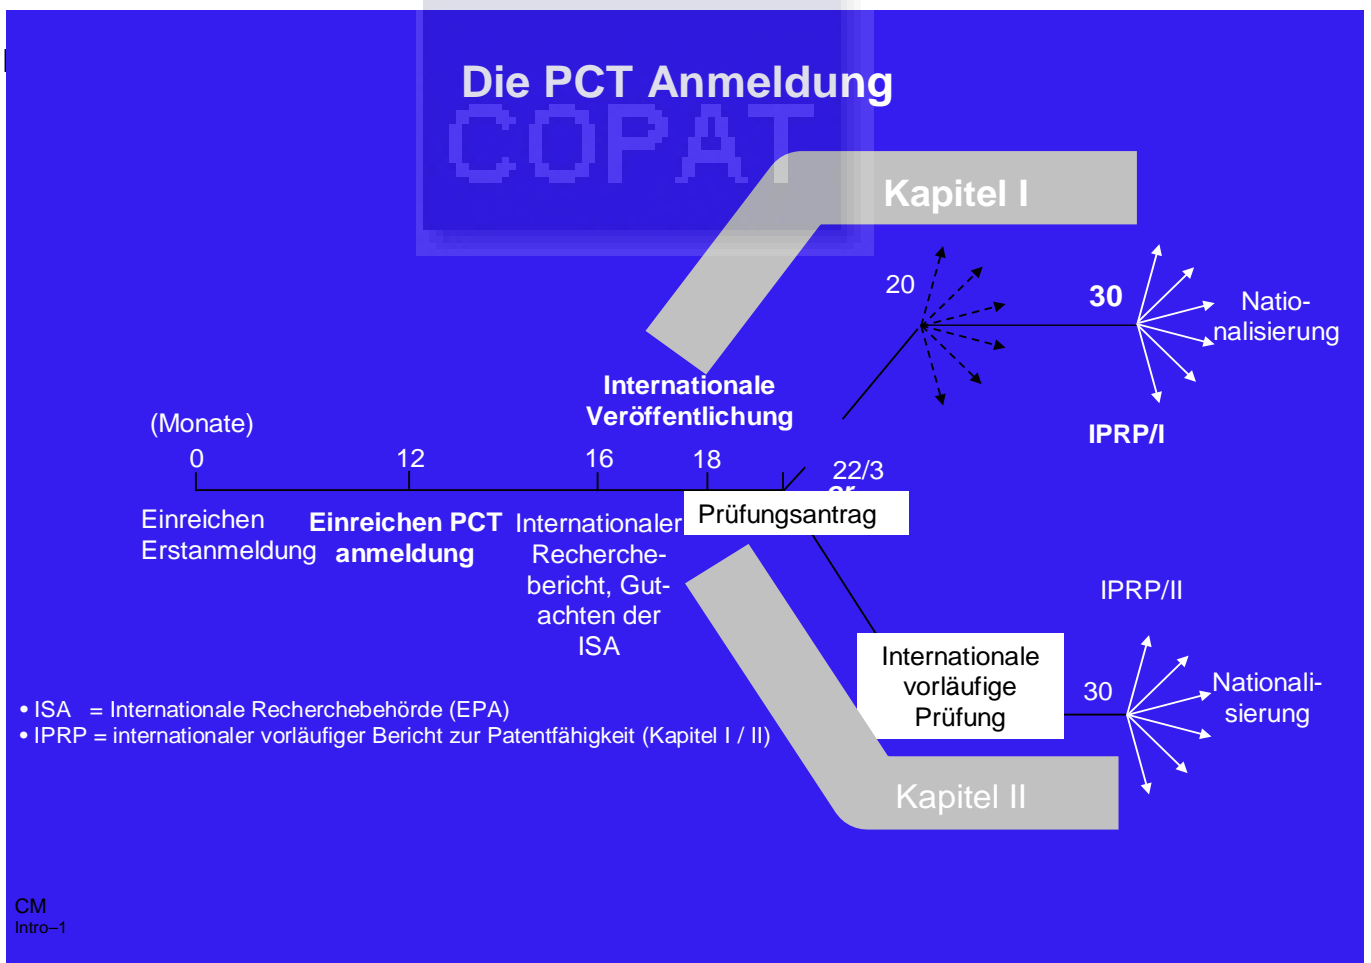 Die PCT Anmeldung
COPAT
Kapitel I
20
30
Natio-
nalisierung
IPRP/I
Internationale
Veröffentlichung
(Monate)
0
12
16
18
22/3
Einreichen
Erstanmeldung
Einreichen PCT
anmeldung
Internationaler
Recherche-
bericht, Gut-
achten der
ISA
Prüfungsantrag
IPRP/II
Internationale
vorläufige
Prüfung
30
Nationali-
sierung
• ISA = Internationale Recherchebehörde (EPA)
• IPRP = internationaler vorläufiger Bericht zur Patentfähigkeit (Kapitel I / II)
Kapitel II
CM
Intro–1